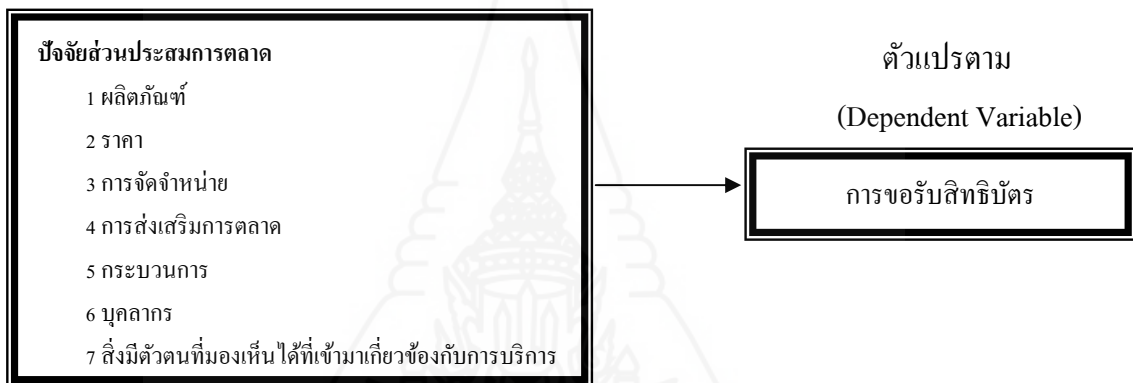 ปัจจัยส่วนประสมการตลาด
1 ผลิตภัณฑ์
2 ราคา
3 การจัดจำหน่าย
4 การส่งเสริมการตลาด
5 กระบวนการ
6 บุคลากร
7 สิ่งมีตัวตนที่มองเห็นได้ที่เข้ามาเกี่ยวข้องกับการบริการ
ตัวแปรตาม
(Dependent Variable)
การขอรับสิทธิบัตร